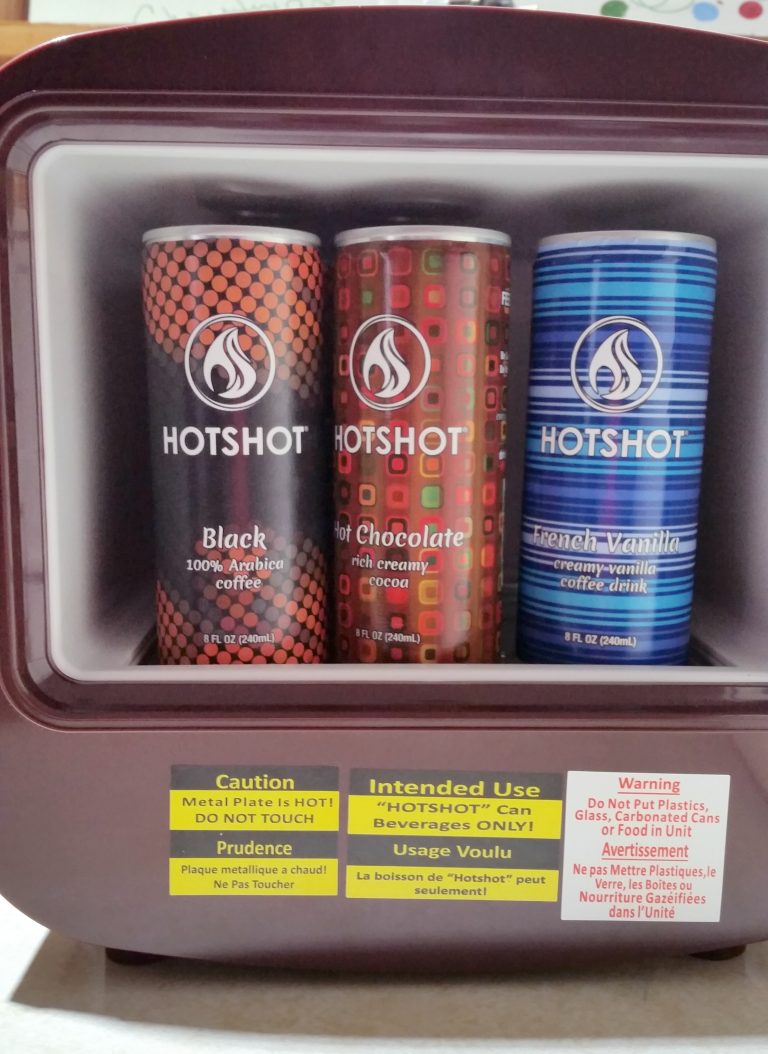 HOTSHOT
Black
100% Arabica
coffee
8 FL OZ (240mL)
HOTSHOT
Hot Chocolate
rich creamy
cocoa
8 FL OZ (240mL)
HOTSHOT
French Vanilla
creamy-vanilla
coffee drink
8 FL OZ (240mL)
Caution
Metal Plate Is HOT!
DO NOT TOUCH
Prudence
Plaque metallique a chaud!
Ne Pas Toucher
Intended Use
“HOTSHOT” Can
Beverages ONLY!
Usage Voulu
La boisson de “Hotshot” peut
seulement!
Warning
Do Not Put Plastics,
Glass, Carbonated Cans
or Food in Unit
Avertissement
Ne pas Mettre Plastiques,le
Verre, les Boites ou
Nourriture Gazéifiées
dans l'Unité